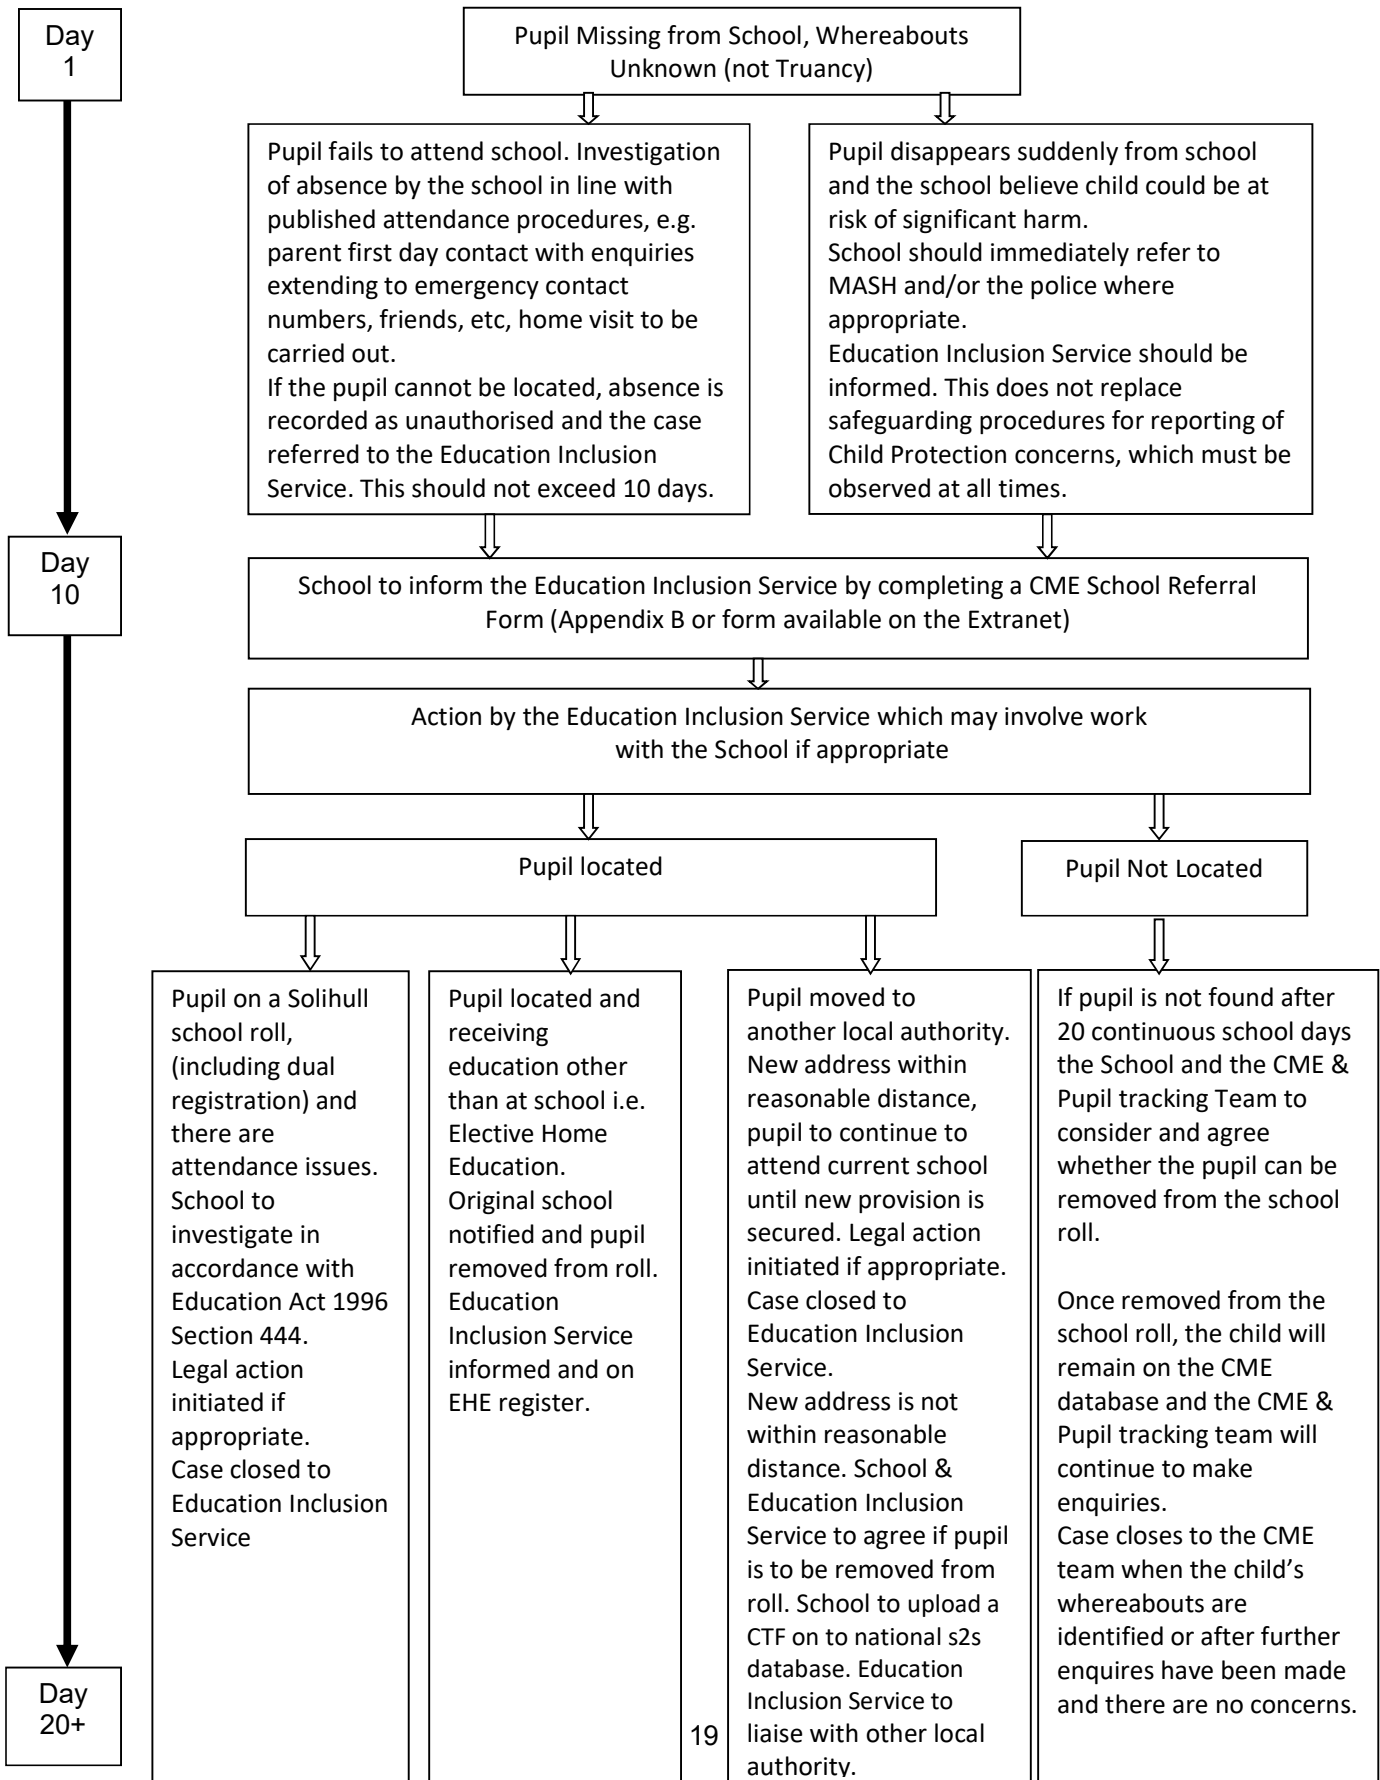 Day
1
Pupil Missing from School, Whereabouts
Unknown (not Truancy)
Pupil fails to attend school. Investigation
of absence by the school in line with
published attendance procedures, e.g.
parent first day contact with enquiries
extending to emergency contact
numbers, friends, etc, home visit to be
carried out.
If the pupil cannot be located, absence is
recorded as unauthorised and the case
referred to the Education Inclusion
Service. This should not exceed 10 days.
Pupil disappears suddenly from school
and the school believe child could be at
risk of significant harm.
School should immediately refer to
MASH and/or the police where
appropriate.
Education Inclusion Service should be
informed. This does not replace
safeguarding procedures for reporting of
Child Protection concerns, which must be
observed at all times.
Day
10
School to inform the Education Inclusion Service by completing a CME School Referral
Form (Appendix B or form available on the Extranet)
Action by the Education Inclusion Service which may involve work
with the School if appropriate
Pupil located
Pupil Not Located
Pupil on a Solihull
school roll,
(including dual
registration) and
there are
attendance issues.
School to
investigate in
accordance with
Education Act 1996
Section 444.
Legal action
initiated if
appropriate.
Case closed to
Education Inclusion
Service
Pupil located and
receiving
education other
than at school i.e.
Elective Home
Education.
Original school
notified and pupil
removed from roll.
Education
Inclusion Service
informed and on
EHE register.
Pupil moved to
another local authority.
New address within
reasonable distance,
pupil to continue to
attend current school
until new provision is
secured. Legal action
initiated if appropriate.
Case closed to
Education Inclusion
Service.
New address is not
within reasonable
distance. School &
Education Inclusion
Service to agree if pupil
is to be removed from
roll. School to upload a
CTF on to national s2s
database. Education
Inclusion Service to
liaise with other local
authority.
If pupil is not found after
20 continuous school days
the School and the CME &
Pupil tracking Team to
consider and agree
whether the pupil can be
removed from the school
roll.
Once removed from the
school roll, the child will
remain on the CME
database and the CME &
Pupil tracking team will
continue to make
enquiries.
Case closes to the CME
team when the child’s
whereabouts are
identified or after further
enquires have been made
and there are no concerns.
Day
20+
19